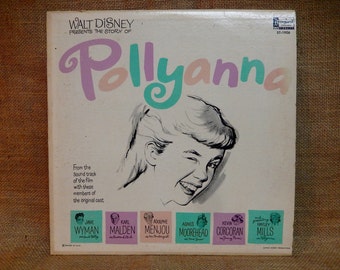 WALT DISNEY
PRESENTS THE STORY OF
Pollyanna
From the
sound track
of the film
with these
members of
the original cast.
JANE
WYMAN
KARL
MALDEN
ADOLPHE
MENJOU
AGNES
MOOREHEAD
KEVIN
CORCORAN
HAYLEY
MILLS